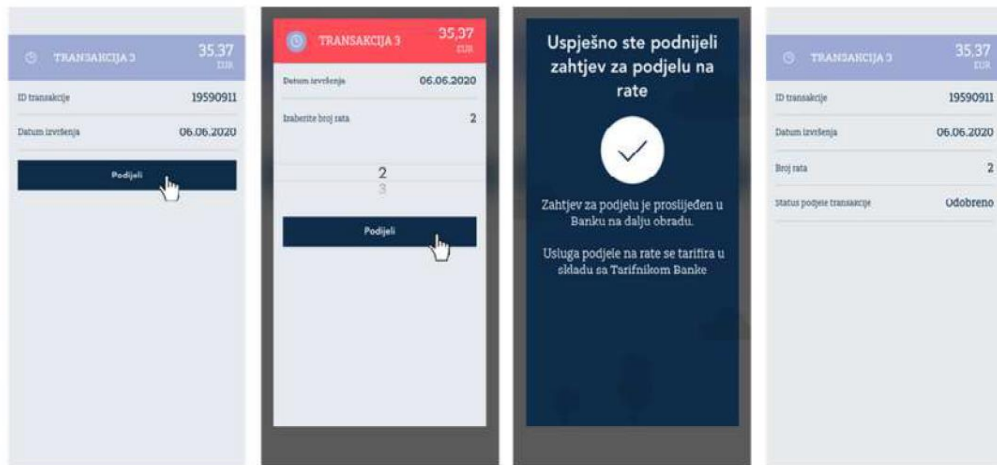 TRANSAKCIJA 3
35,37
EUR
ID transakcije
19590911
Datum izvršenja
06.06.2020
Podijeli
TRANSAKCIJA 3
35,37
EUR
Datum izvršenja
06.06.2020
Izaberite broj rata
2
2
3
Podijeli
Uspješno ste podnijeli
zahtjev za podjelu na
rate
Zahtjev za podjelu je proslijeđen u
Banku na dalju obradu.
Usluga podjele na rate se tarifira u
skladu sa Tarifnikom Banke
TRANSAKCIJA 3
35,37
EUR
ID transakcije
19590911
Datum izvršenja
06.06.2020
Broj rata
2
Status podjele transakcije
Odobreno